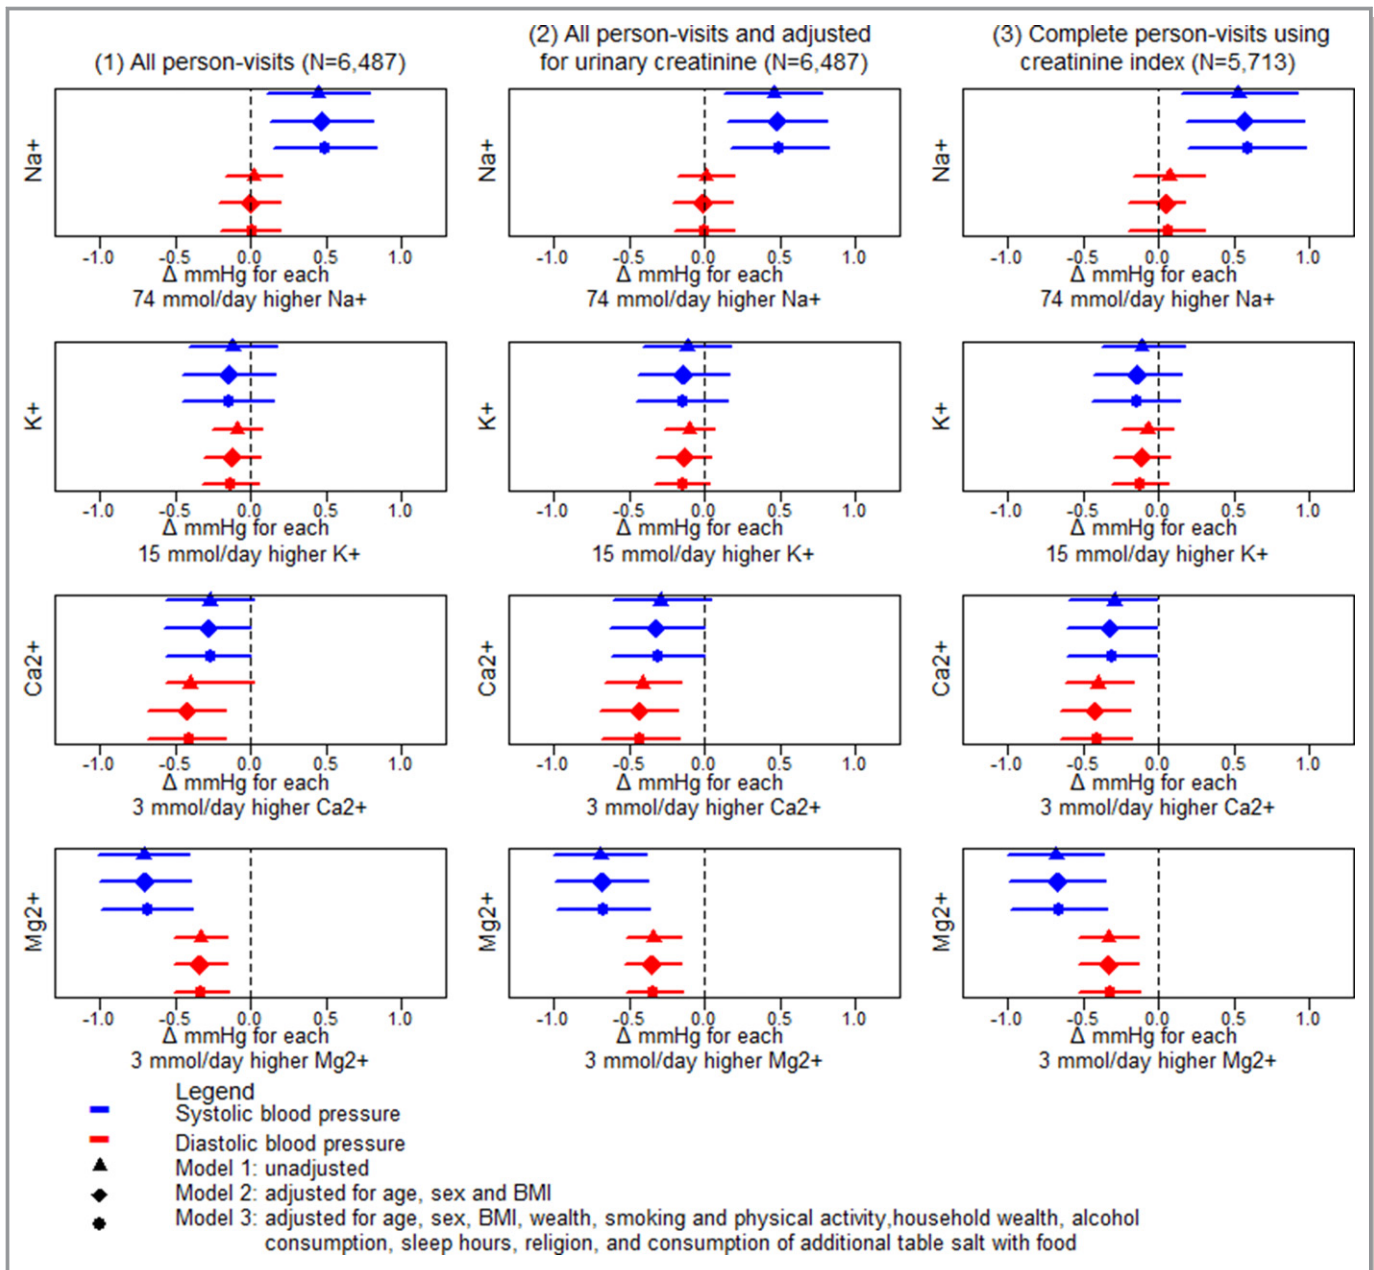 (1) All person-visits (N=6,487)
(2) All person-visits and adjusted
for urinary creatinine (N=6,487)
(3) Complete person-visits using
creatinine index (N=5,713)
Na+
-1.0 -0.5 0.0 0.5 1.0
Δ mmHg for each
74 mmol/day higher Na+
Na+
-1.0 -0.5 0.0 0.5 1.0
Δ mmHg for each
74 mmol/day higher Na+
Na+
-1.0 -0.5 0.0 0.5 1.0
Δ mmHg for each
74 mmol/day higher Na+
K+
-1.0 -0.5 0.0 0.5 1.0
Δ mmHg for each
15 mmol/day higher K+
K+
-1.0 -0.5 0.0 0.5 1.0
Δ mmHg for each
15 mmol/day higher K+
K+
-1.0 -0.5 0.0 0.5 1.0
Δ mmHg for each
15 mmol/day higher K+
Ca2+
-1.0 -0.5 0.0 0.5 1.0
Δ mmHg for each
3 mmol/day higher Ca2+
Ca2+
-1.0 -0.5 0.0 0.5 1.0
Δ mmHg for each
3 mmol/day higher Ca2+
Ca2+
-1.0 -0.5 0.0 0.5 1.0
Δ mmHg for each
3 mmol/day higher Ca2+
Mg2+
-1.0 -0.5 0.0 0.5 1.0
Δ mmHg for each
3 mmol/day higher Mg2+
Mg2+
-1.0 -0.5 0.0 0.5 1.0
Δ mmHg for each
3 mmol/day higher Mg2+
Mg2+
-1.0 -0.5 0.0 0.5 1.0
Δ mmHg for each
3 mmol/day higher Mg2+
Legend
Systolic blood pressure
Diastolic blood pressure
Model 1: unadjusted
Model 2: adjusted for age, sex and BMI
Model 3: adjusted for age, sex, BMI, wealth, smoking and physical activity,household wealth, alcohol
consumption, sleep hours, religion, and consumption of additional table salt with food